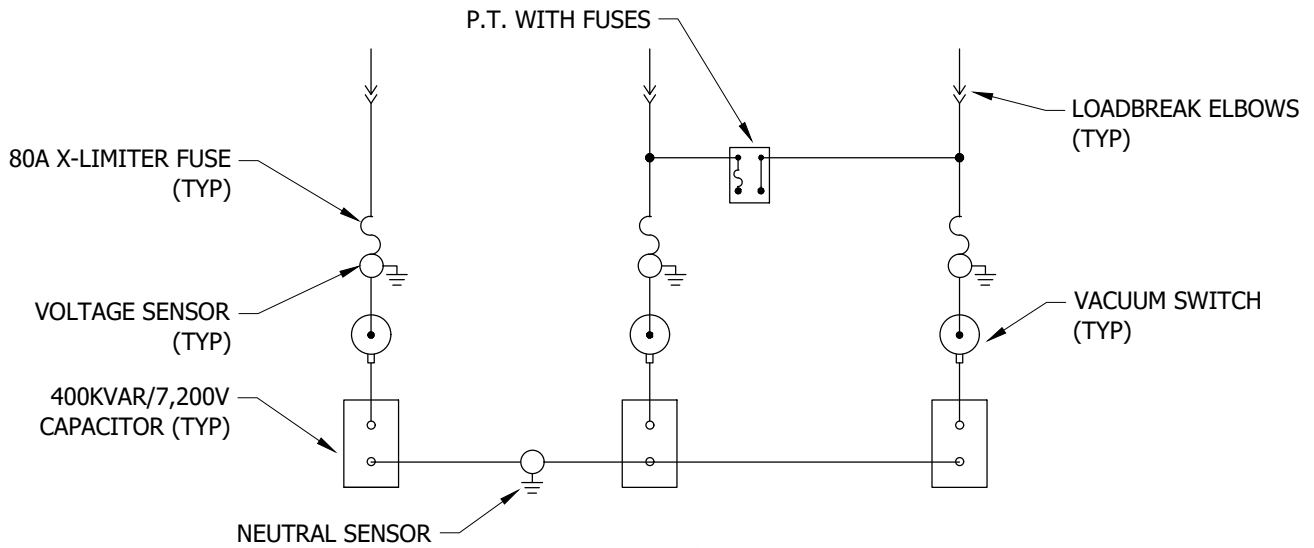 P.T. WITH FUSES
LOADBREAK ELBOWS
(TYP)
80A X-LIMITER FUSE
(TYP)
VOLTAGE SENSOR
(TYP)
VACUUM SWITCH
(TYP)
400KVAR/7,200V
CAPACITOR (TYP)
NEUTRAL SENSOR